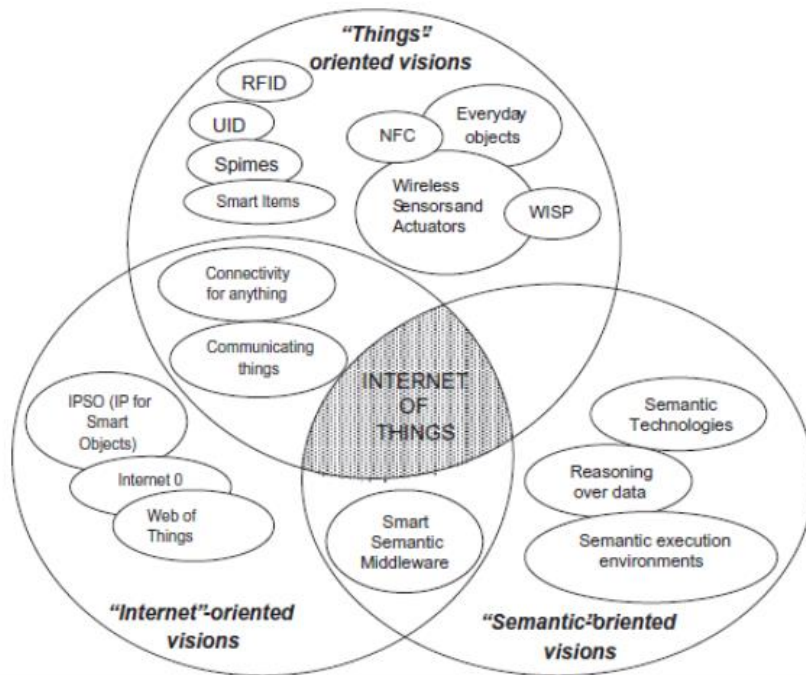 “Things”-
oriented visions
RFID
UID
Spimes
Smart Items
Everyday
objects
NFC
Wireless
Sensors and
Actuators
WISP
Connectivity
for anything
Communicating
things
INTERNET
OF
THINGS
IPSO (IP for
Smart
Objects)
Internet 0
Web of
Things
Semantic
Technologies
Reasoning
over data
Semantic execution
environments
Smart
Semantic
Middleware
“Internet”-oriented
visions
“Semantic”-oriented
visions